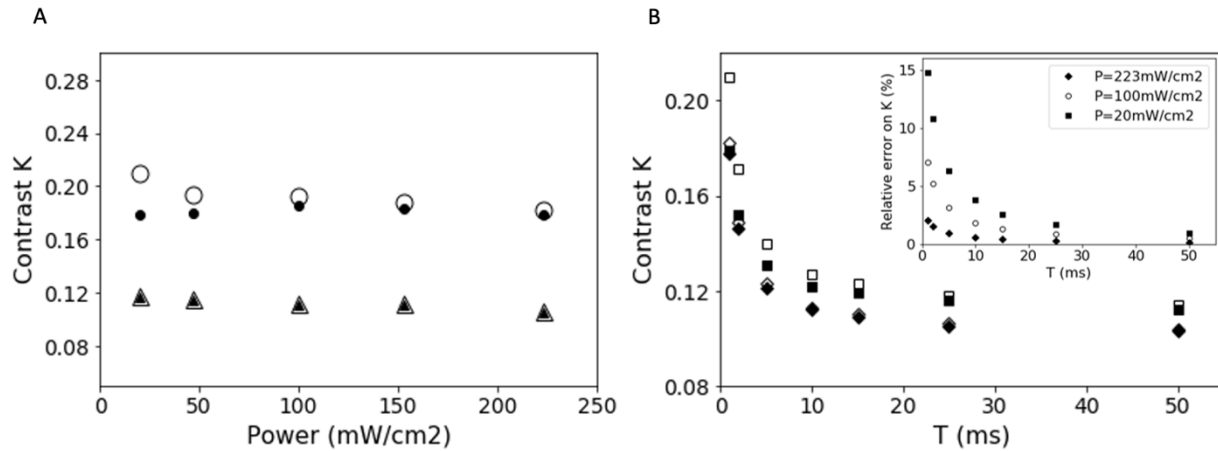 A
Contrast K
0.28
0.24
0.20
0.16
0.12
0.08
0 50 100 150 200 250
Power (mW/cm2)
B
Contrast K
0.20
0.16
0.12
0.08
0 10 20 30 40 50
T (ms)
Relative error on K (%)
15
10
5
0
0 10 20 30 40 50
T (ms)
P=223mW/cm2
P=100mW/cm2
P=20mW/cm2